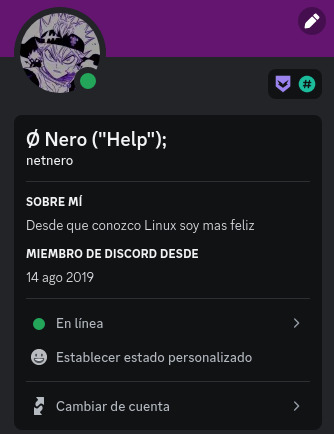 Ø Nero ("Help");
netnero
SOBRE MÍ
Desde que conozco Linux soy mas feliz
MIEMBRO DE DISCORD DESDE
14 ago 2019
En línea
Establecer estado personalizado
Cambiar de cuenta